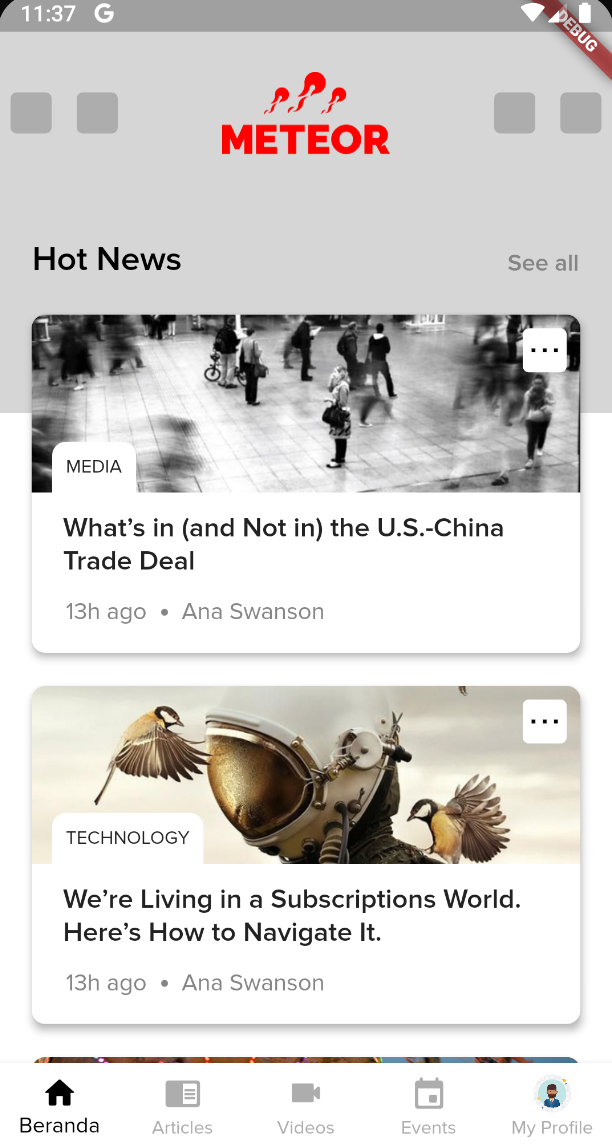 11:37 G
DEBUG
METEOR
Hot News
See all
MEDIA
What's in (and Not in) the U.S.-China
Trade Deal
13h ago • Ana Swanson
TECHNOLOGY
We're Living in a Subscriptions World.
Here's How to Navigate It.
13h ago • Ana Swanson
Beranda
Articles
Videos
Events
My Profile